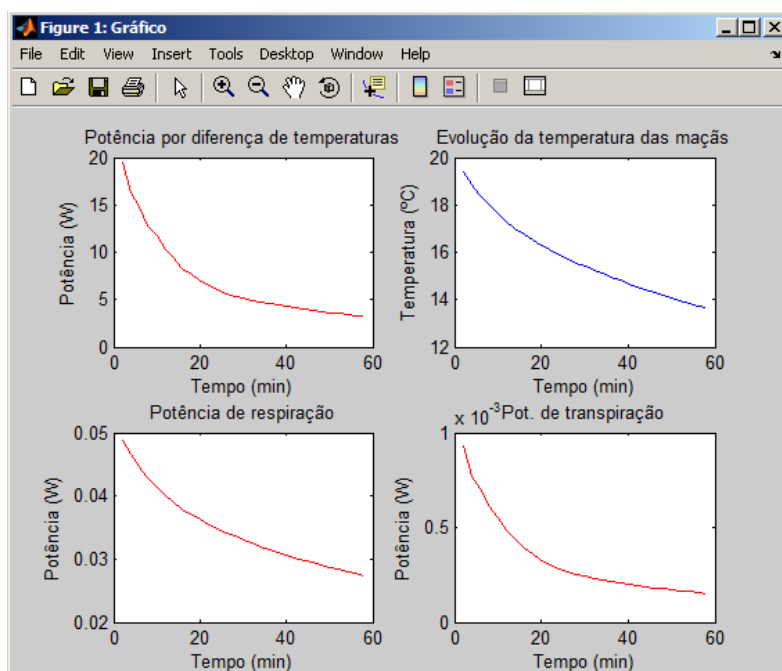 Figure 1: Gráfico
File Edit View Insert Tools Desktop Window Help
Potência por diferença de temperaturas
20
15
10
5
0
Potência (W)
0 20 40 60
Tempo (min)
Evolução da temperatura das maçãs
20
18
16
14
12
Temperatura (ºC)
0 20 40 60
Tempo (min)
Potência de respiração
0.05
0.04
0.03
0.02
Potência (W)
0 20 40 60
Tempo (min)
x 10-3 Pot. de transpiração
1
0.5
0
Potência (W)
0 20 40 60
Tempo (min)